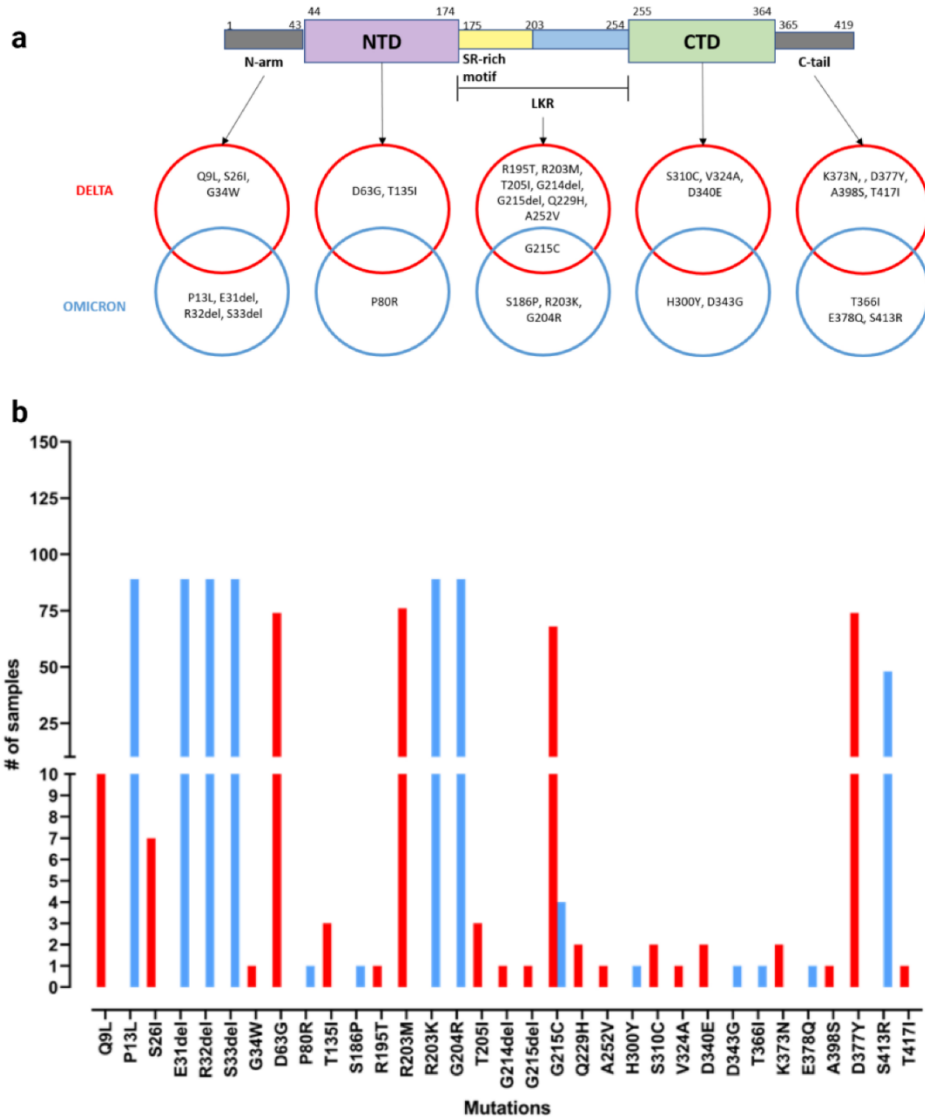 a
1 43 44 174 175 203 254 255 364 365 419
NTD
CTD
N-arm
SR-rich
motif
C-tail
LKR
DELTA
Q9L, S26I,
G34W
D63G, T135I
R195T, R203M,
T205I, G214del,
G215del, Q229H,
A252V
S310C, V324A,
D340E
K373N, , D377Y,
A398S, T417I
G215C
OMICRON
P13L, E31del,
R32del, S33del
P80R
S186P, R203K,
G204R
H300Y, D343G
T366I
E378Q, S413R
b
150
125
100
75
50
25
10
9
8
7
6
5
4
3
2
1
0
# of samples
Q9L
P13L
S26I
E31del
R32del
S33del
G34W
D63G
P80R
T135I
S186P
R195T
R203M
R203K
G204R
T205I
G214del
G215del
G215C
Q229H
A252V
H300Y
S310C
V324A
D340E
D343G
T366I
K373N
E378Q
A398S
D377Y
S413R
T417I
Mutations